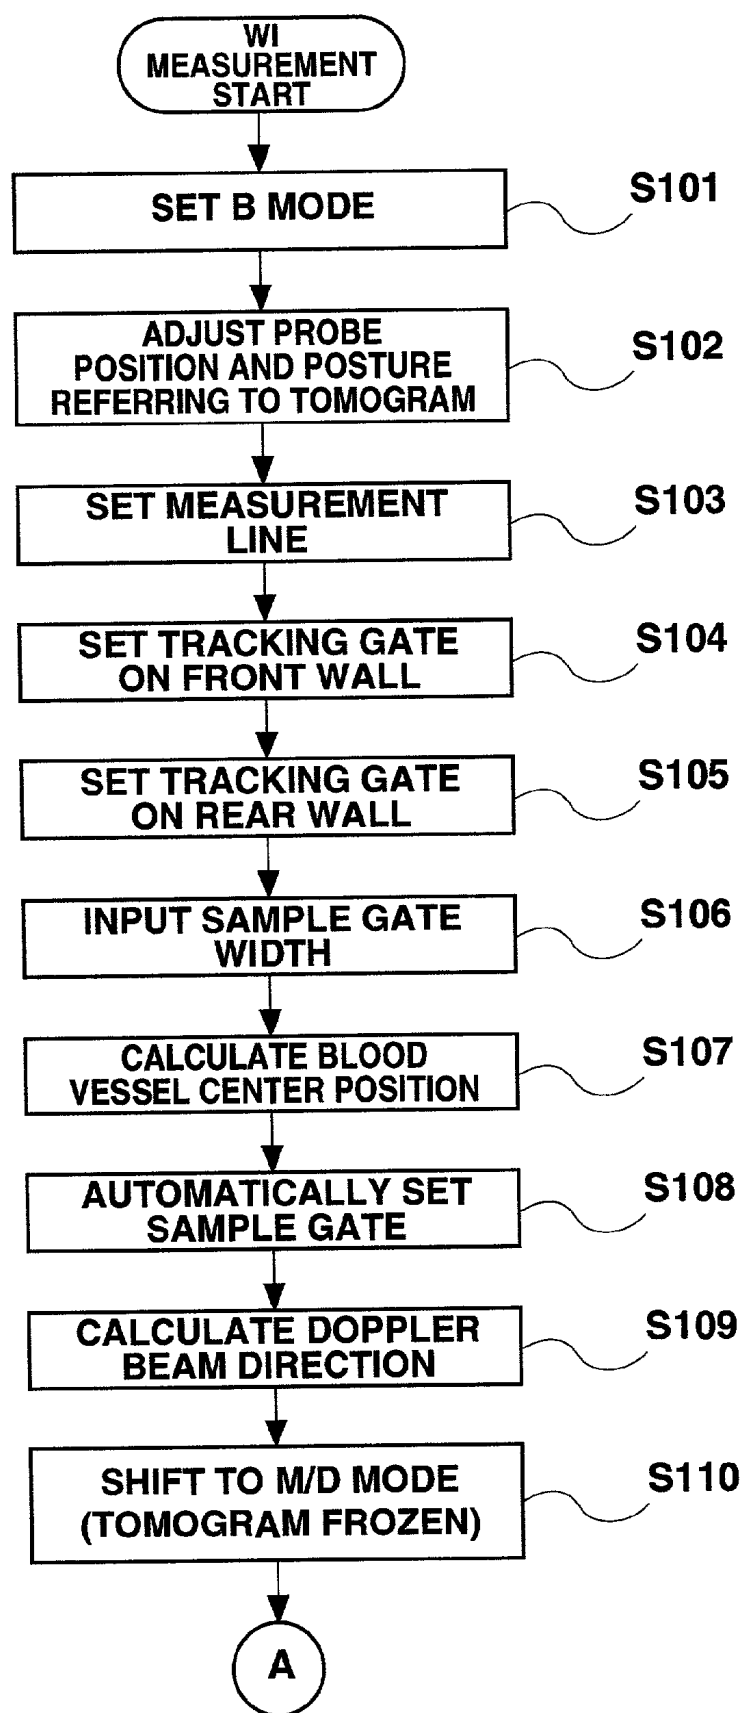 WI
MEASUREMENT
START
SET B MODE
S101
ADJUST PROBE
POSITION AND POSTURE
REFERRING TO TOMOGRAM
S102
SET MEASUREMENT
LINE
S103
SET TRACKING GATE
ON FRONT WALL
S104
SET TRACKING GATE
ON REAR WALL
S105
INPUT SAMPLE GATE
WIDTH
S106
CALCULATE BLOOD
VESSEL CENTER POSITION
S107
AUTOMATICALLY SET
SAMPLE GATE
S108
CALCULATE DOPPLER
BEAM DIRECTION
S109
SHIFT TO M/D MODE
(TOMOGRAM FROZEN)
S110
A